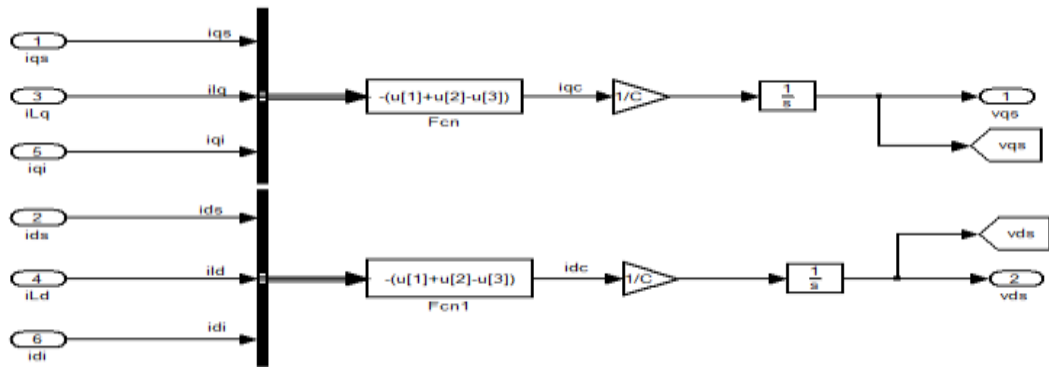 iqs
1
iqs
ilq
3
iLq
-(u[1]+u[2]-u[3])
Fcn
iqc
1/C
1
s
1
vqs
vqs
iqi
5
iqi
ids
2
ids
vds
ild
4
iLd
-(u[1]+u[2]-u[3])
Fcn1
idc
1/C
1
s
2
vds
idi
6
idi